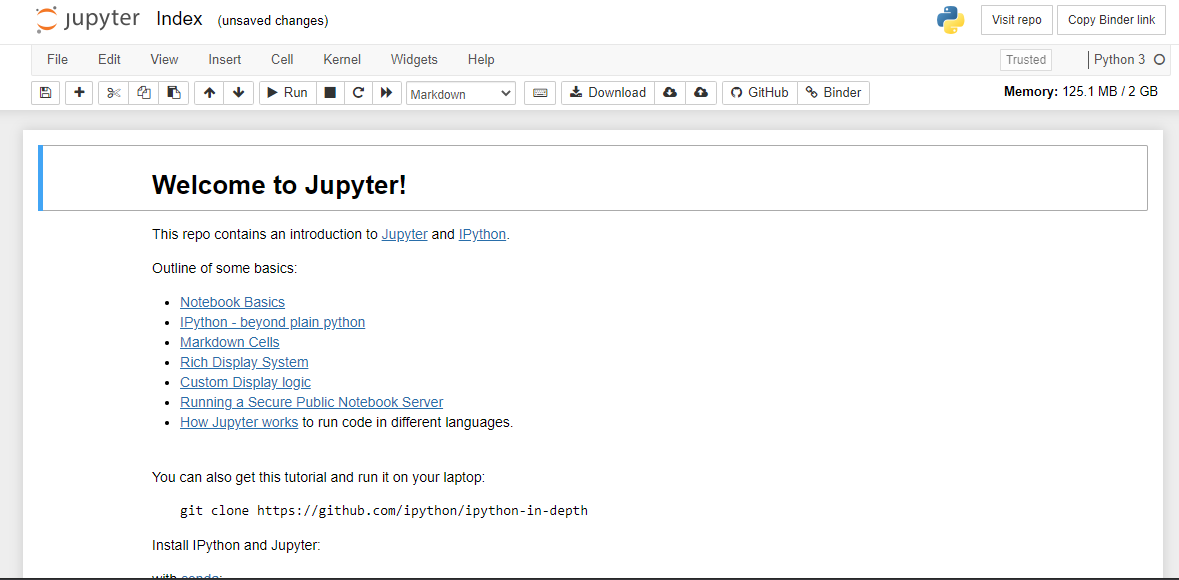 jupyter Index (unsaved changes) Visit repo Copy Binder link
File Edit View Insert Cell Kernel Widgets Help Trusted Python 3
Run Markdown Download GitHub Binder Memory: 125.1 MB / 2 GB
Welcome to Jupyter!
This repo contains an introduction to Jupyter and IPython.
Outline of some basics:
Notebook Basics
IPython - beyond plain python
Markdown Cells
Rich Display System
Custom Display logic
Running a Secure Public Notebook Server
How Jupyter works to run code in different languages.
You can also get this tutorial and run it on your laptop:
git clone https://github.com/ipython/ipython-in-depth
Install IPython and Jupyter:
with conda: